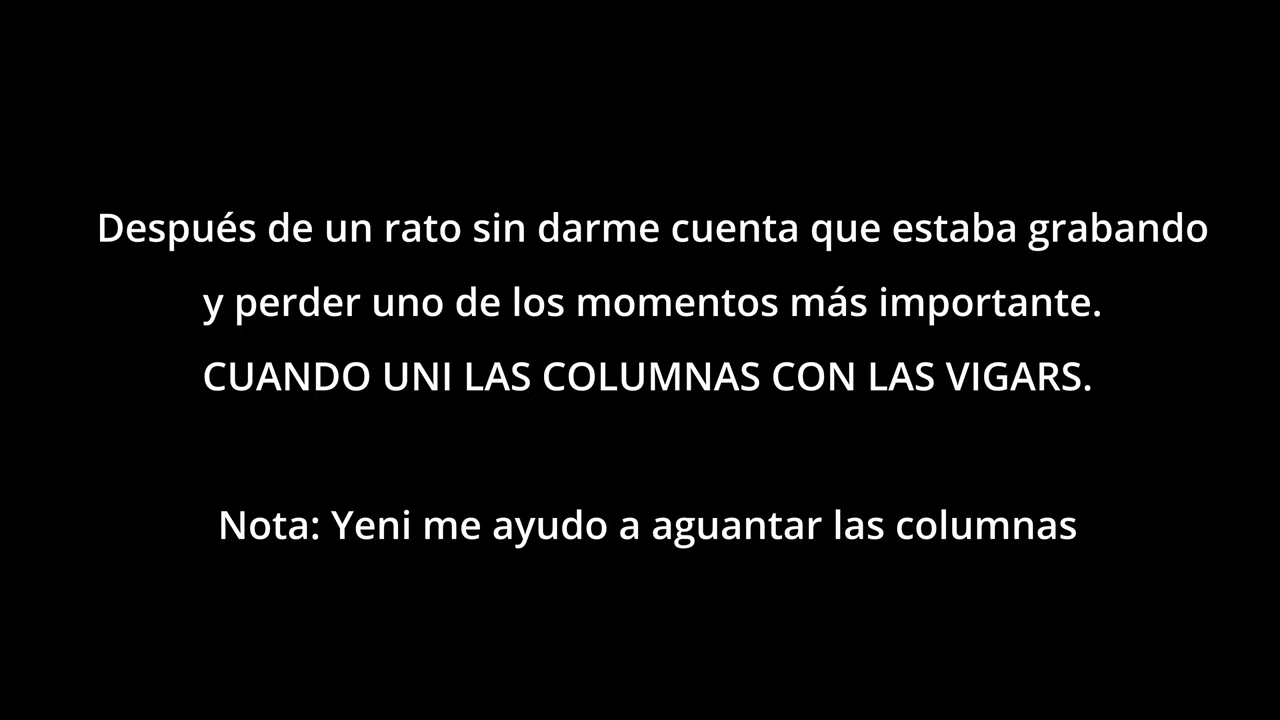 Después de un rato sin darme cuenta que estaba grabando
y perder uno de los momentos más importante.
CUANDO UNI LAS COLUMNAS CON LAS VIGARS.
Nota: Yeni me ayudo a aguantar las columnas